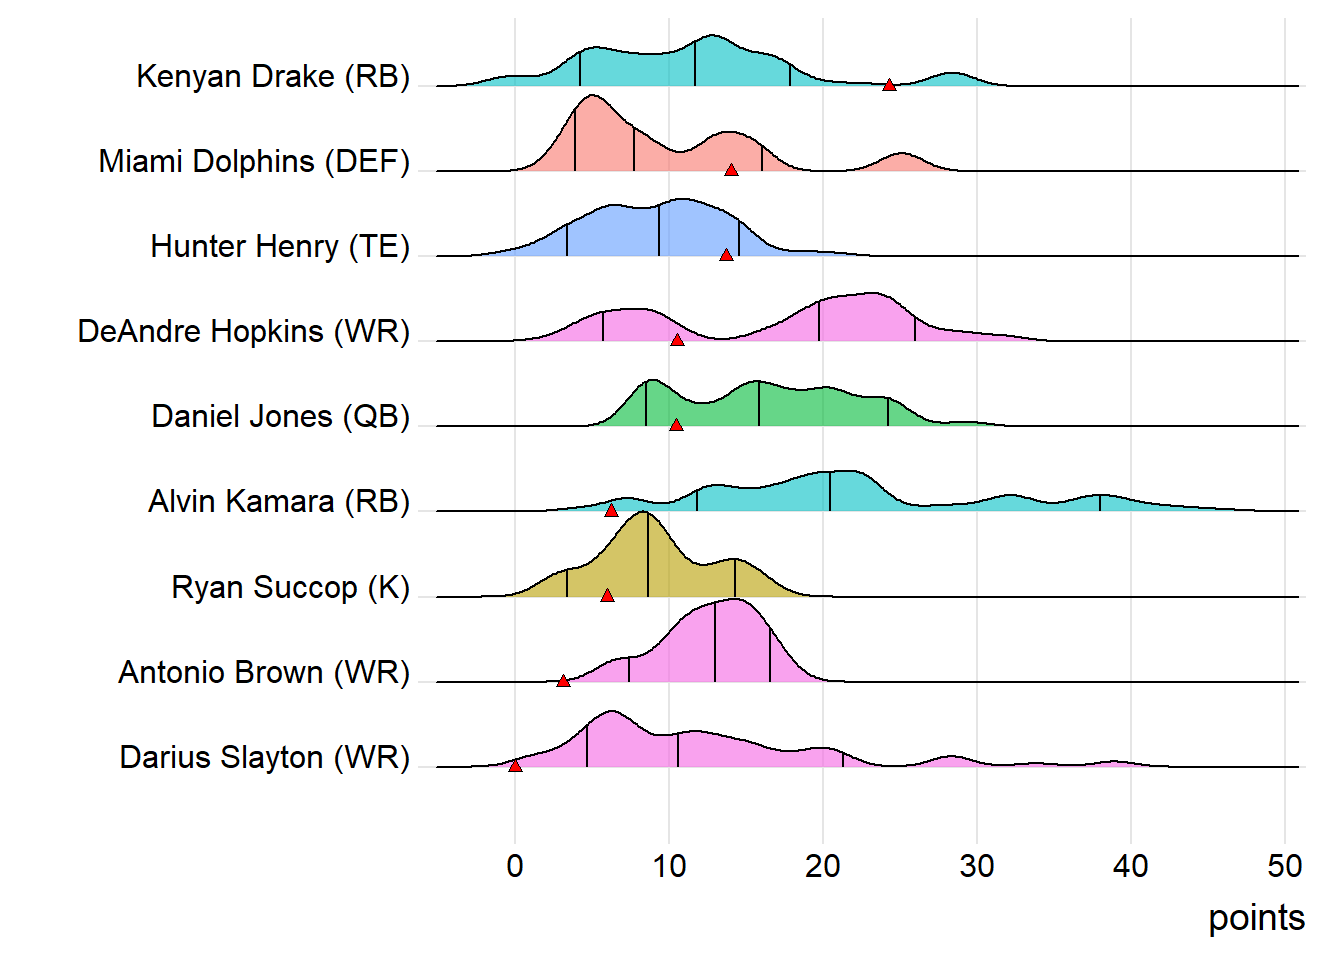 Kenyan Drake (RB)
Miami Dolphins (DEF)
Hunter Henry (TE)
DeAndre Hopkins (WR)
Daniel Jones (QB)
Alvin Kamara (RB)
Ryan Succop (K)
Antonio Brown (WR)
Darius Slayton (WR)
0 10 20 30 40 50
points